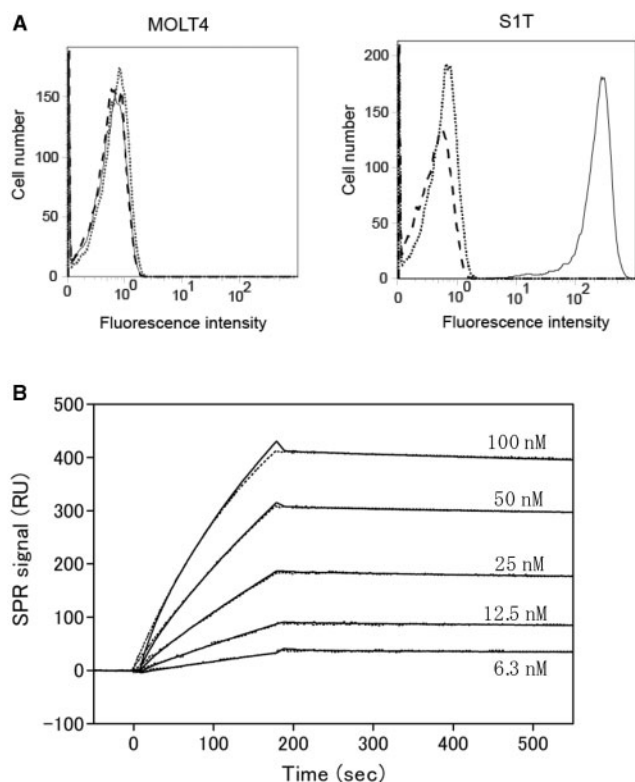 A
MOLT4
Cell number
150
100
50
0
0
10⁰
10¹
10²
Fluorescence intensity
S1T
Cell number
200
150
100
50
0
0
10⁰
10¹
10²
Fluorescence intensity
B
SPR signal (RU)
500
400
300
200
100
0
−100
100 nM
50 nM
25 nM
12.5 nM
6.3 nM
0
100
200
300
400
500
Time (sec)